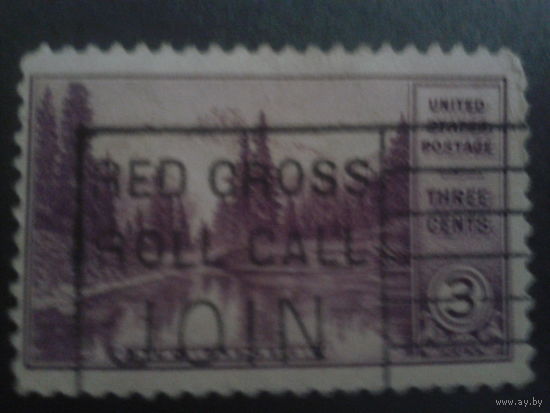 UNITED
STATES
POSTAGE
THREE
CENTS
3
RED CROSS
ROLL CALL
JOIN
www.ay.by